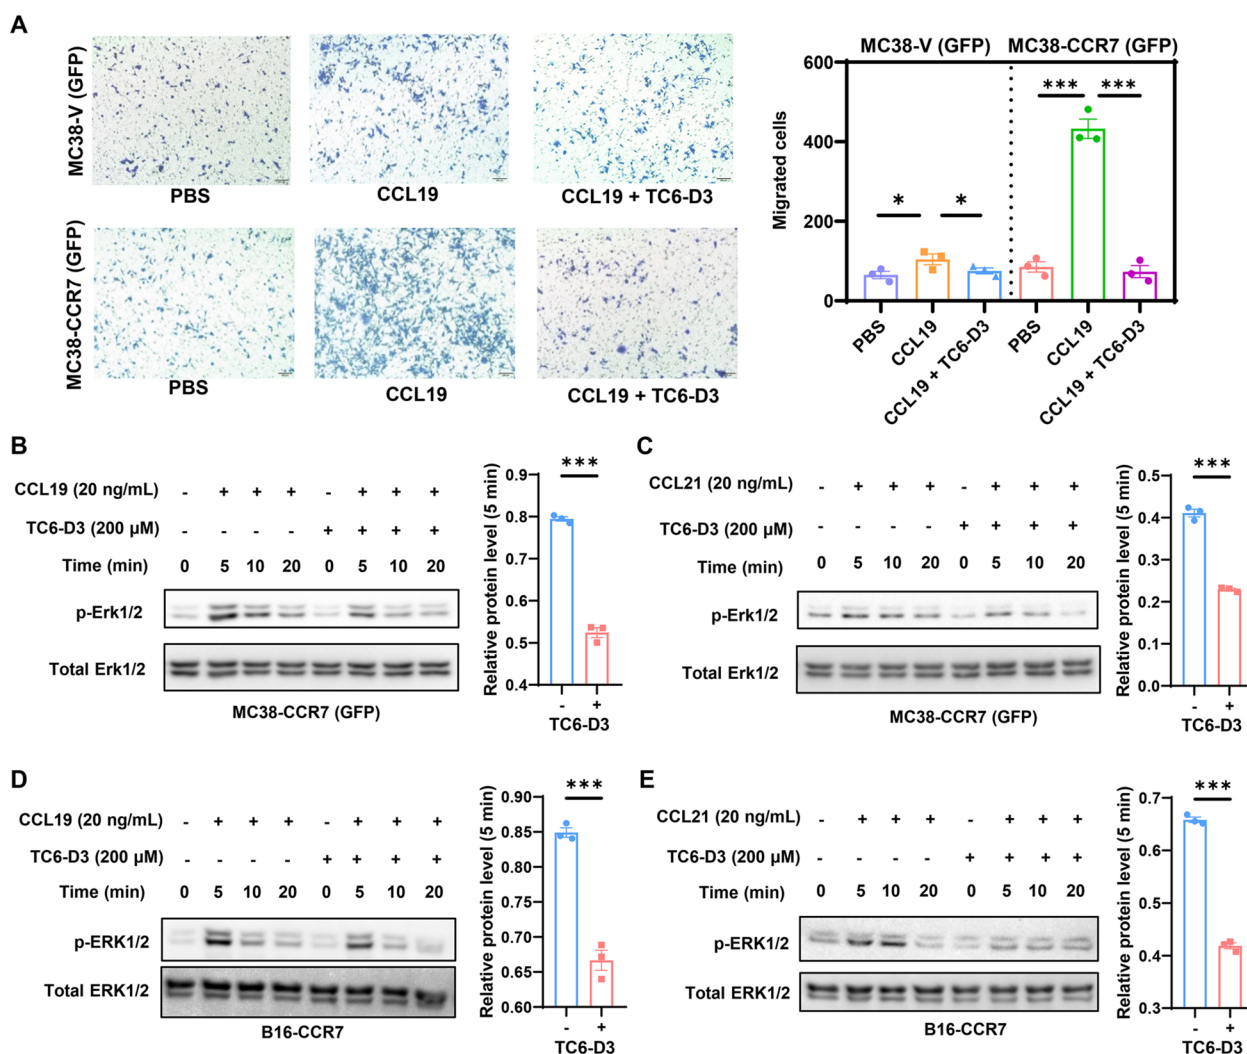 A
MC38-V (GFP)
PBS
CCL19
CCL19 + TC6-D3
MC38-CCR7 (GFP)
PBS
CCL19
CCL19 + TC6-D3
MC38-V (GFP) MC38-CCR7 (GFP)
Migrated cells
600
400
200
0
* * *** ***
PBS
CCL19
CCL19 + TC6-D3
PBS
CCL19
CCL19 + TC6-D3
B
CCL19 (20 ng/mL) - + + + - + + +
TC6-D3 (200 µM) - - - - + + + +
Time (min) 0 5 10 20 0 5 10 20
p-Erk1/2
Total Erk1/2
MC38-CCR7 (GFP)
Relative protein level (5 min)
0.9
0.8
0.7
0.6
0.5
0.4
***
- +
TC6-D3
C
CCL21 (20 ng/mL) - + + + - + + +
TC6-D3 (200 µM) - - - - + + + +
Time (min) 0 5 10 20 0 5 10 20
p-Erk1/2
Total Erk1/2
MC38-CCR7 (GFP)
Relative protein level (5 min)
0.5
0.4
0.3
0.2
0.1
0.0
***
- +
TC6-D3
D
CCL19 (20 ng/mL) - + + + - + + +
TC6-D3 (200 µM) - - - - + + + +
Time (min) 0 5 10 20 0 5 10 20
p-ERK1/2
Total ERK1/2
B16-CCR7
Relative protein level (5 min)
0.90
0.85
0.80
0.75
0.70
0.65
0.60
***
- +
TC6-D3
E
CCL21 (20 ng/mL) - + + + - + + +
TC6-D3 (200 µM) - - - - + + + +
Time (min) 0 5 10 20 0 5 10 20
p-ERK1/2
Total ERK1/2
B16-CCR7
Relative protein level (5 min)
0.7
0.6
0.5
0.4
0.3
***
- +
TC6-D3